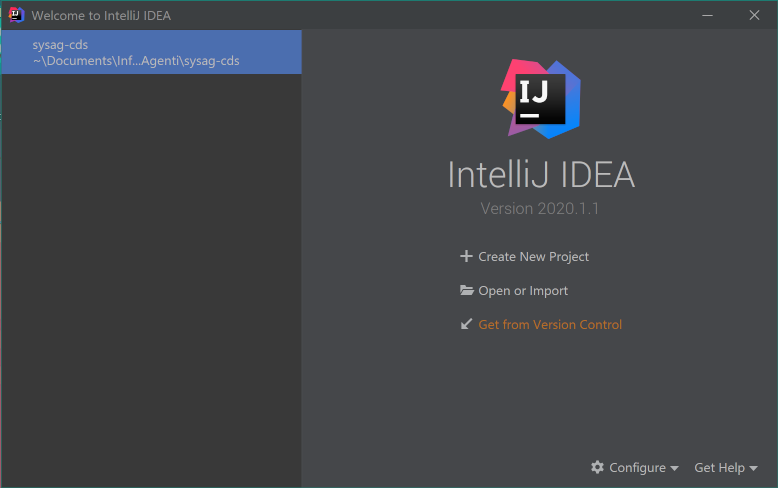 Welcome to IntelliJ IDEA
sysag-cds
~\Documents\Inf...Agenti\sysag-cds
IJ
IntelliJ IDEA
Version 2020.1.1
Create New Project
Open or Import
Get from Version Control
Configure
Get Help